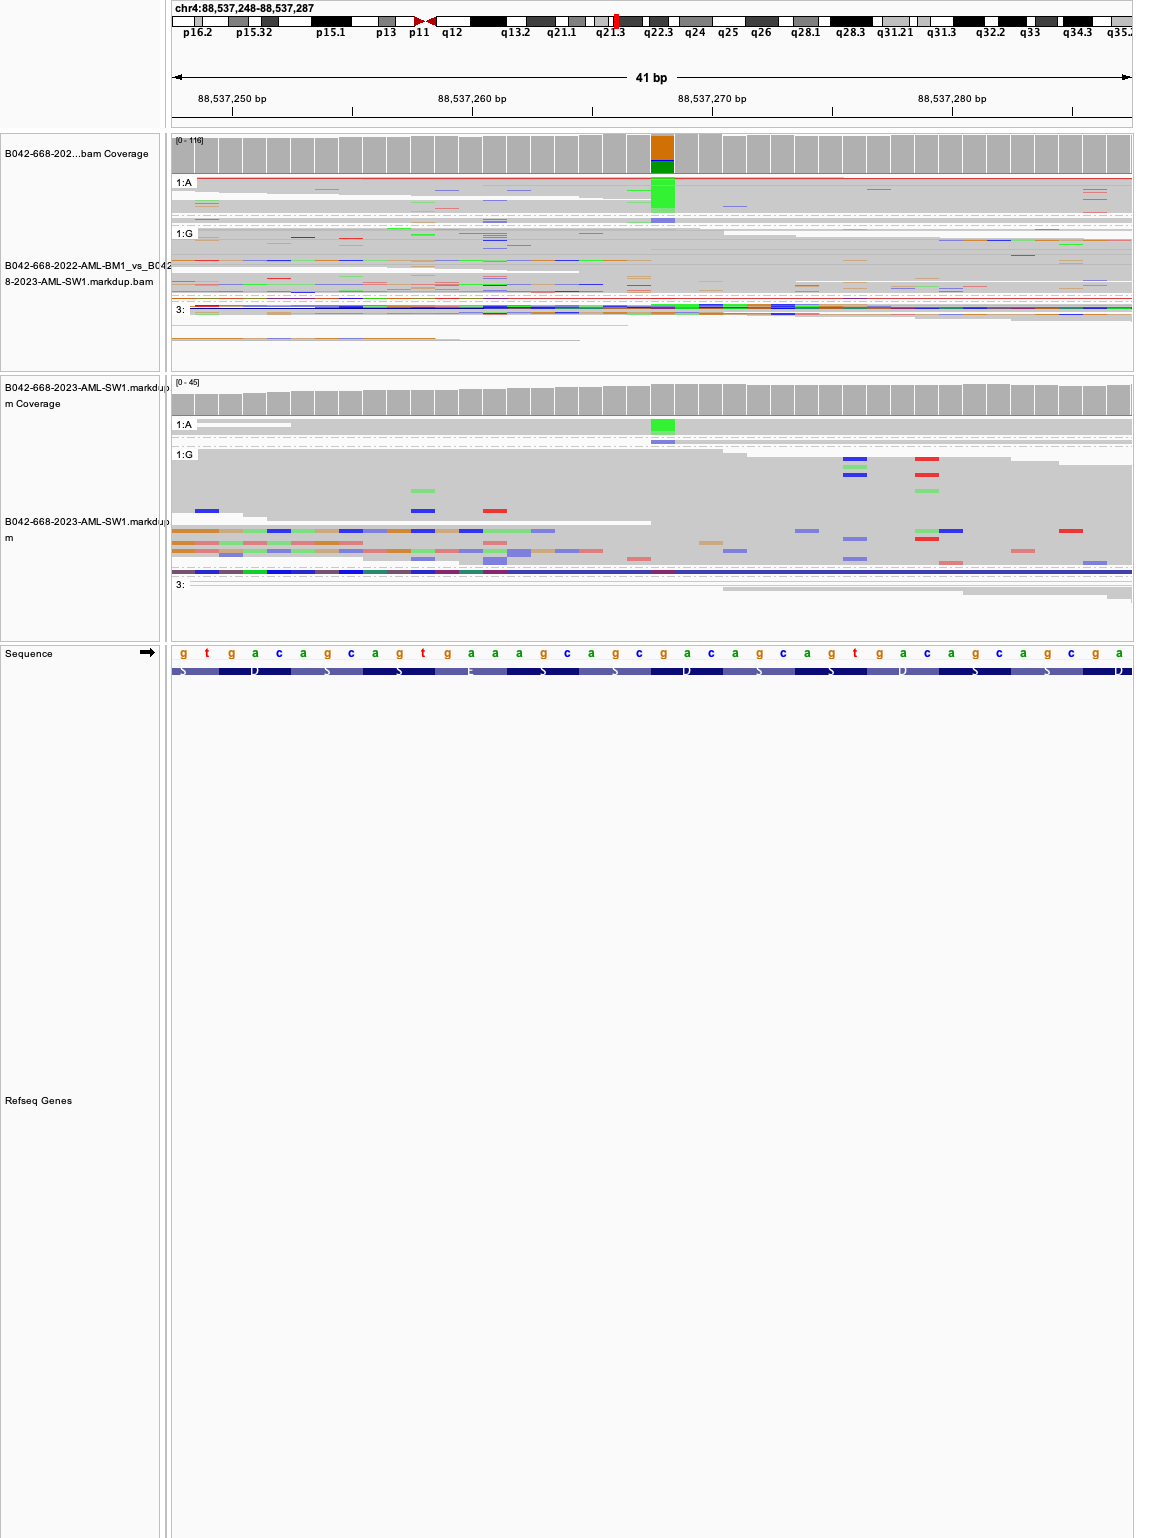 chr4:88,537,248-88,537,287
p16.2 p15.32 p15.1 p13 p11 q12 q13.2 q21.1 q21.3 q22.3 q24 q25 q26 q28.1 q28.3 q31.21 q31.3 q32.2 q33 q34.3 q35.2
41 bp
88,537,250 bp 88,537,260 bp 88,537,270 bp 88,537,280 bp
[0 - 116]
B042-668-202...bam Coverage
1:A
1:G
B042-668-2022-AML-BM1_vs_B042
8-2023-AML-SW1.markdup.bam
3:
[0 - 45]
B042-668-2023-AML-SW1.markdup
m Coverage
1:A
1:G
B042-668-2023-AML-SW1.markdup
m
3:
Sequence
g t g a c a g c a g t g a a a g c a g c g a c a g c a g t g a c a g c a g c g a
S D S S E S S D S S D S S D
Refseq Genes